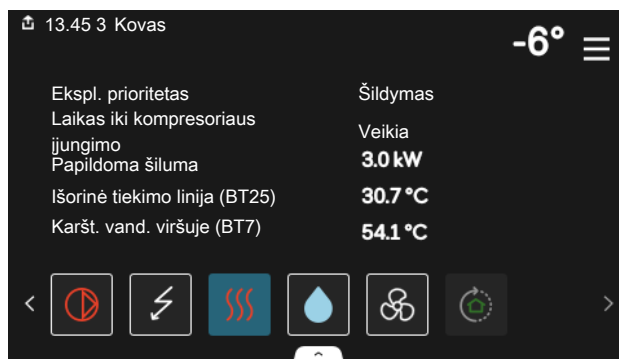 13.45 3 Kovas
-6°
Ekspl. prioritetas Šildymas
Laikas iki kompresoriaus
įjungimo Veikia
Papildoma šiluma 3.0 kW
Išorinė tiekimo linija (BT25) 30.7 °C
Karšt. vand. viršuje (BT7) 54.1 °C